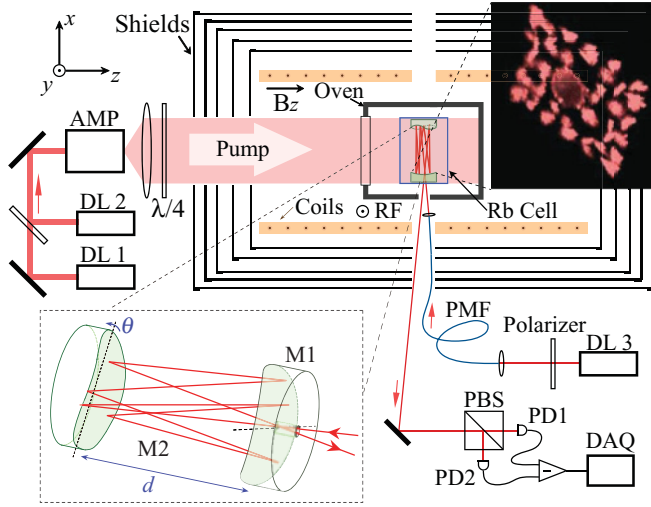 x
y
z
Shields
Oven
Bz
AMP
Pump
λ/4
DL 2
DL 1
Coils
RF
Rb Cell
PMF
Polarizer
DL 3
θ
M1
M2
d
PBS
PD1
PD2
−
DAQ